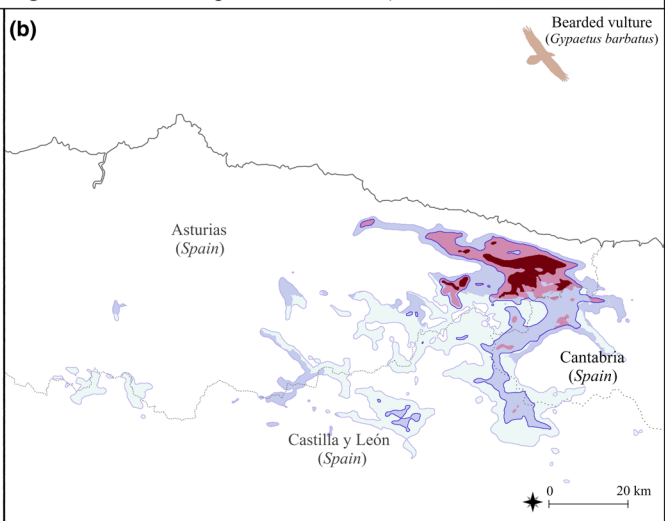 (b)
Bearded vulture
(Gypaetus barbatus)
Asturias
(Spain)
Cantabria
(Spain)
Castilla y León
(Spain)
0 20 km